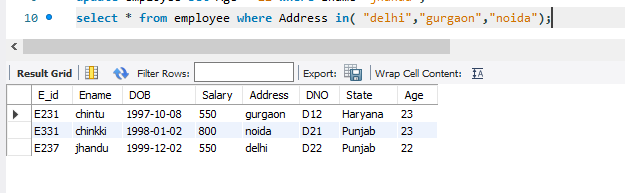 10 select * from employee where Address in( "delhi","gurgaon","noida");
Result Grid Filter Rows: Export: Wrap Cell Content:
E_id Ename DOB Salary Address DNO State Age
E231 chintu 1997-10-08 550 gurgaon D12 Haryana 23
E331 chinkki 1998-01-02 800 noida D21 Punjab 23
E237 jhandu 1999-12-02 550 delhi D22 Punjab 22